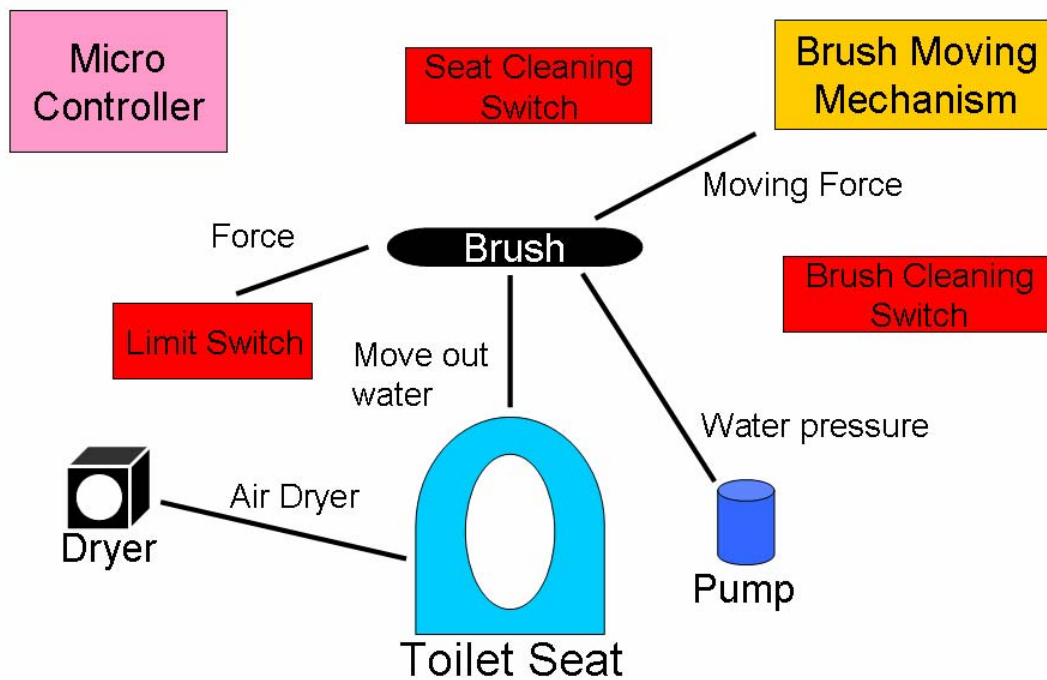 Micro
Controller
Seat Cleaning
Switch
Brush Moving
Mechanism
Moving Force
Force
Brush
Brush Cleaning
Switch
Limit Switch
Move out
water
Water pressure
Air Dryer
Dryer
Pump
Toilet Seat